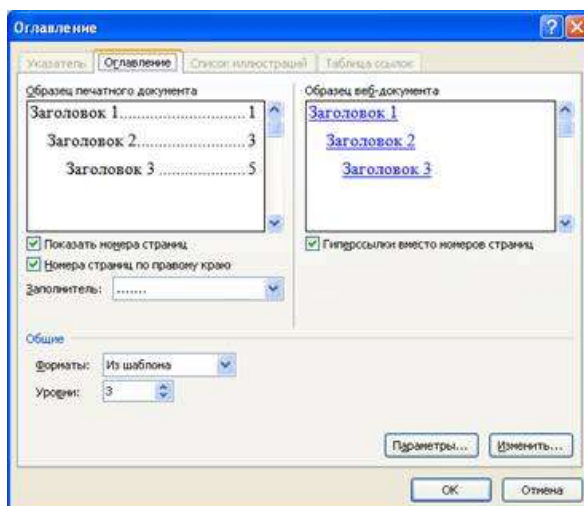 Оглавление
Указатель Оглавление Список иллюстраций Таблица ссылок
Образец печатного документа
Заголовок 1..................... 1
Заголовок 2................. 3
Заголовок 3 ................. 5
Образец веб-документа
Заголовок 1
Заголовок 2
Заголовок 3
Показать номера страниц
Номера страниц по правому краю
Заполнитель: .......
Гиперссылки вместо номеров страниц
Общие
Форматы: Из шаблона
Уровни: 3
Параметры... Изменить...
ОК Отмена